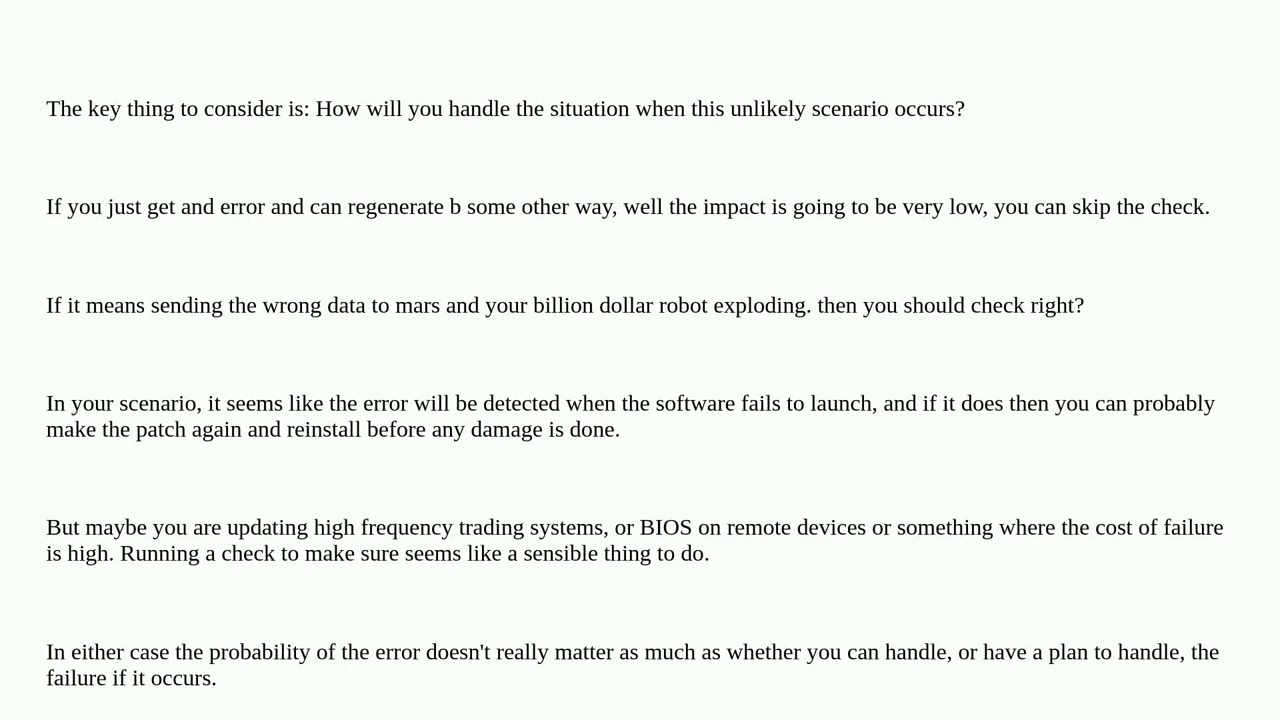 The key thing to consider is: How will you handle the situation when this unlikely scenario occurs?
If you just get and error and can regenerate b some other way, well the impact is going to be very low, you can skip the check.
If it means sending the wrong data to mars and your billion dollar robot exploding. then you should check right?
In your scenario, it seems like the error will be detected when the software fails to launch, and if it does then you can probably
make the patch again and reinstall before any damage is done.
But maybe you are updating high frequency trading systems, or BIOS on remote devices or something where the cost of failure
is high. Running a check to make sure seems like a sensible thing to do.
In either case the probability of the error doesn't really matter as much as whether you can handle, or have a plan to handle, the
failure if it occurs.